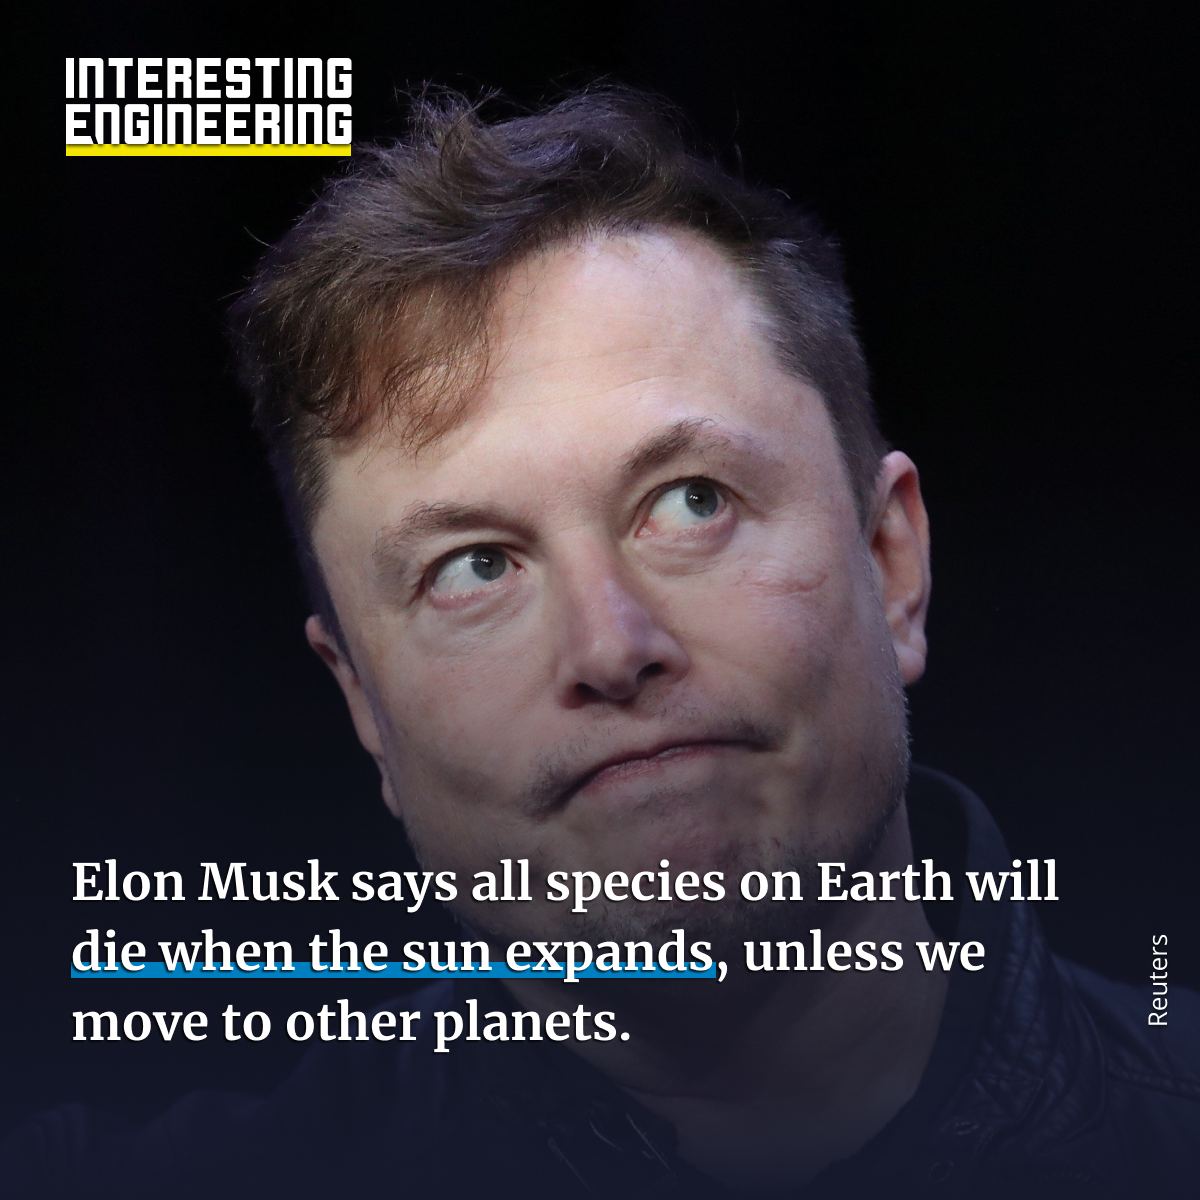 INTERESTING
ENGINEERING
Elon Musk says all species on Earth will
die when the sun expands, unless we
move to other planets.
Reuters